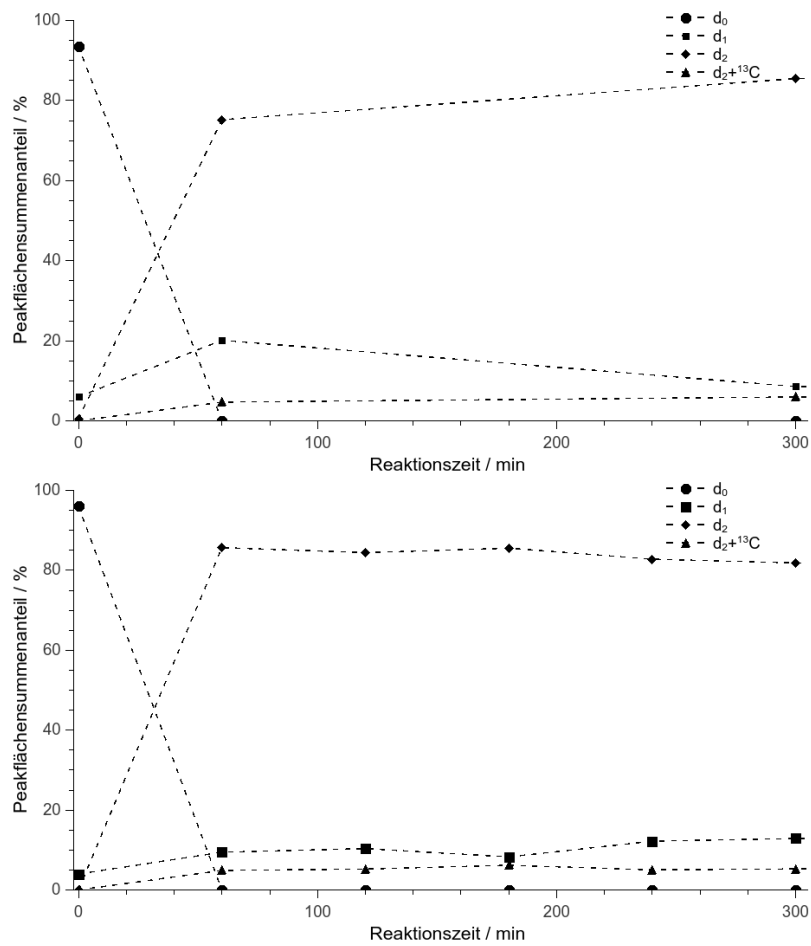 100
80
60
40
20
0
Peakflächensummenanteil / %
d₀
d₁
d₂
d₂+¹³C
0
100
200
300
Reaktionszeit / min
100
80
60
40
20
0
Peakflächensummenanteil / %
d₀
d₁
d₂
d₂+¹³C
0
100
200
300
Reaktionszeit / min